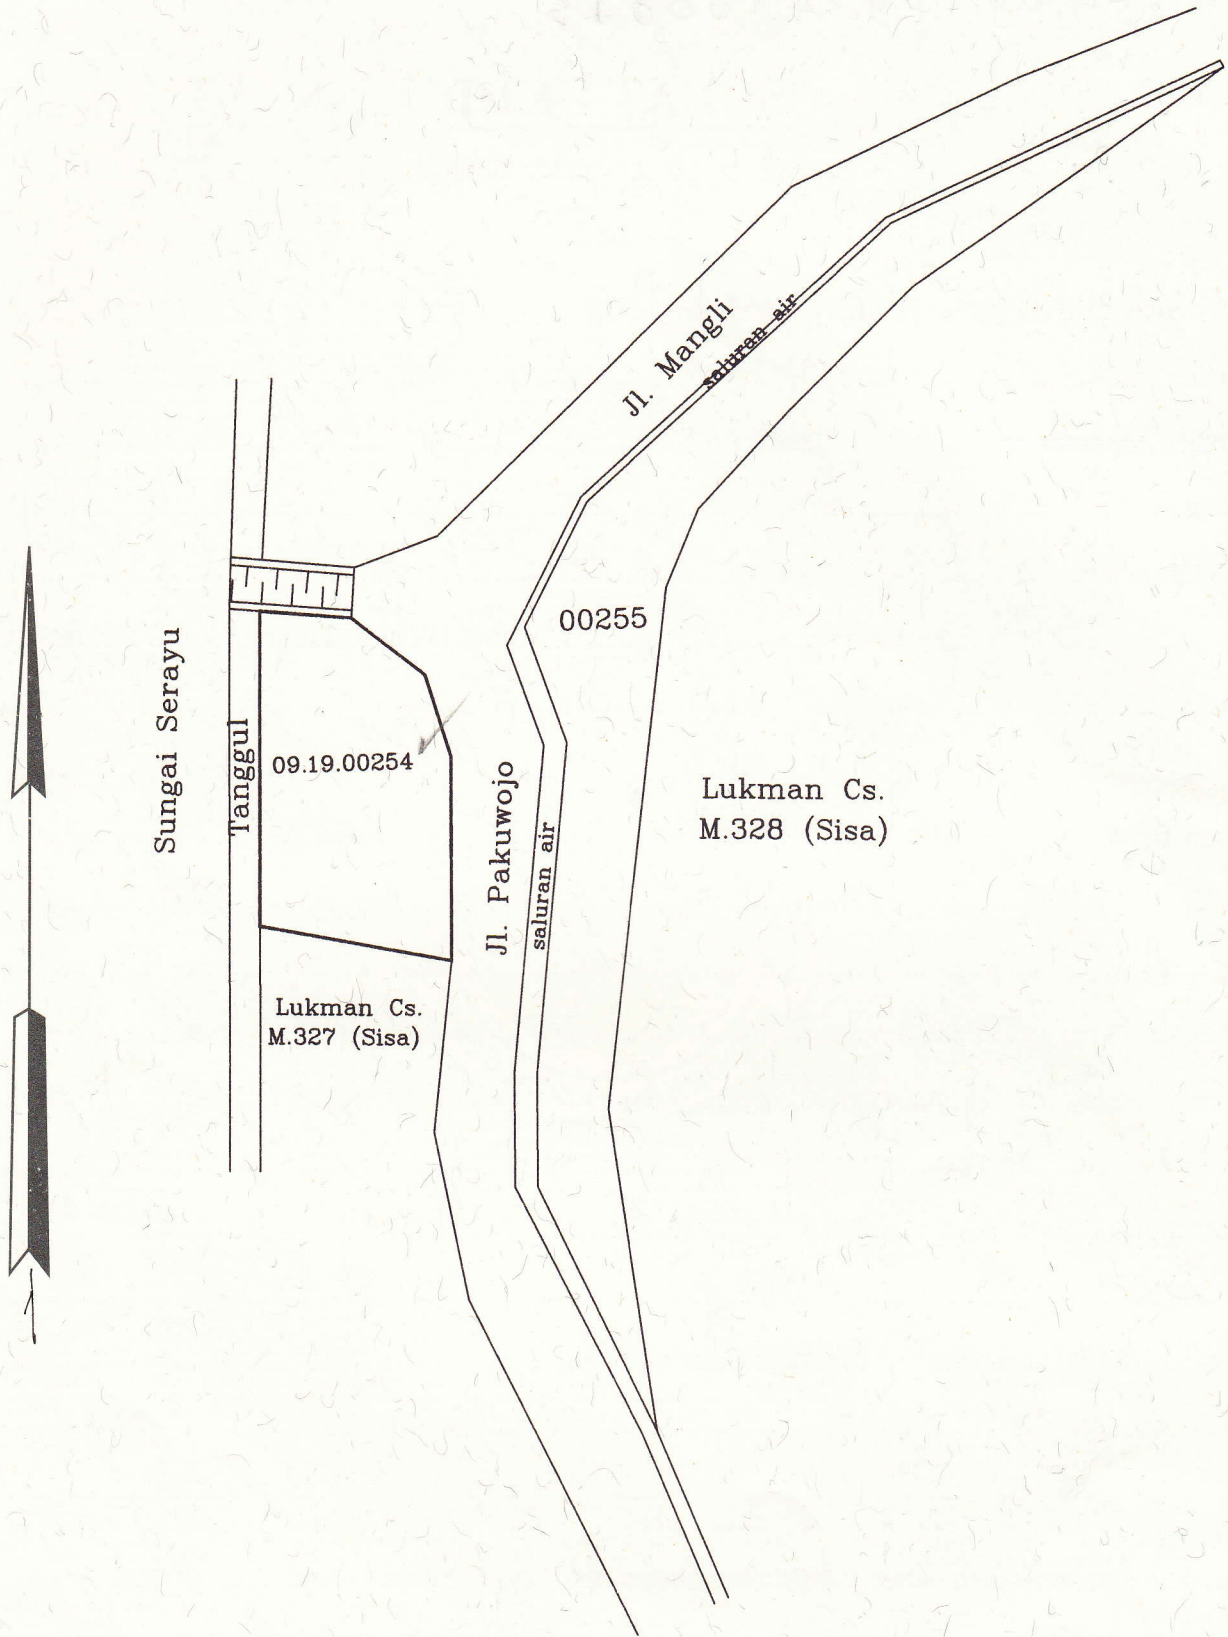 Jl. Mangli
saluran air
00255
Sungai Serayu
Tanggul
09.19.00254
Jl. Pakuwojo
saluran air
Lukman Cs.
M.328 (Sisa)
Lukman Cs.
M.327 (Sisa)